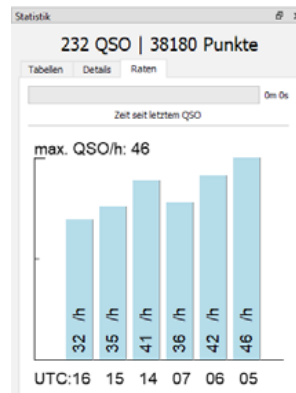 Statistik
232 QSO | 38180 Punkte
Tabellen Details Raten
0m 0s
Zeit seit letztem QSO
max. QSO/h: 46
32 /h 35 /h 41 /h 36 /h 42 /h 46 /h
UTC:16 15 14 07 06 05